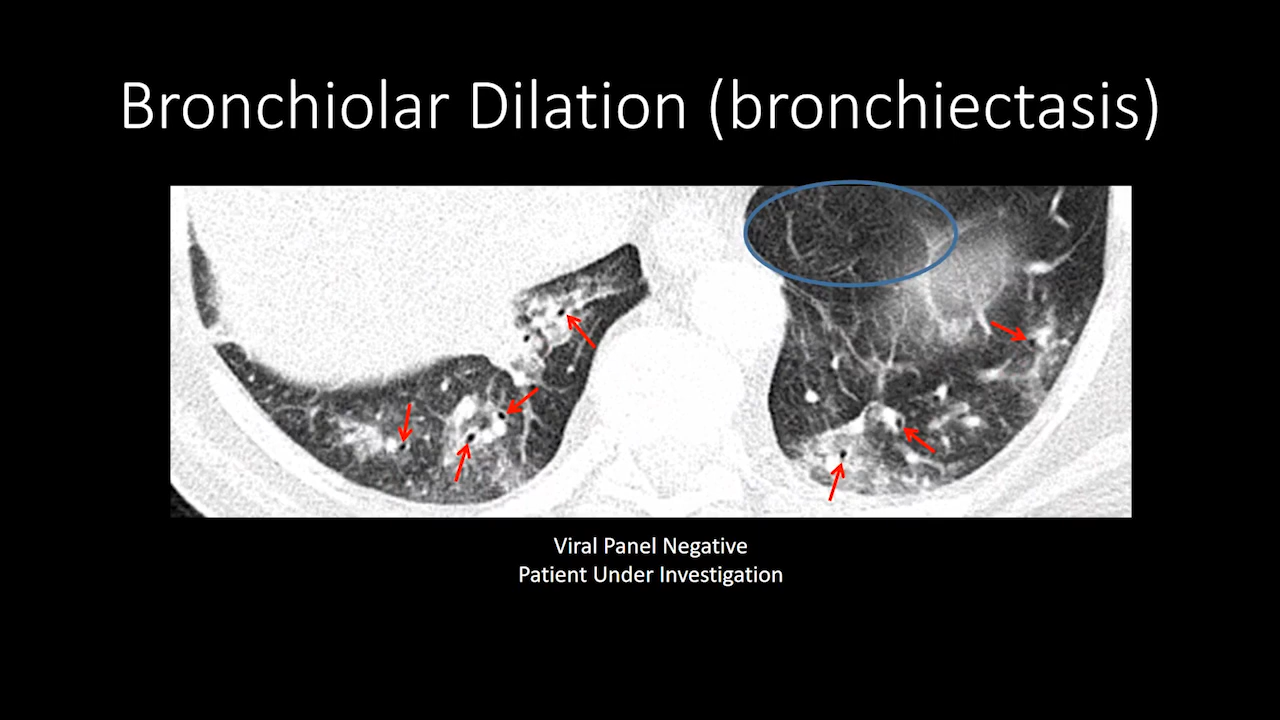 Bronchiolar Dilation (bronchiectasis)
Viral Panel Negative
Patient Under Investigation